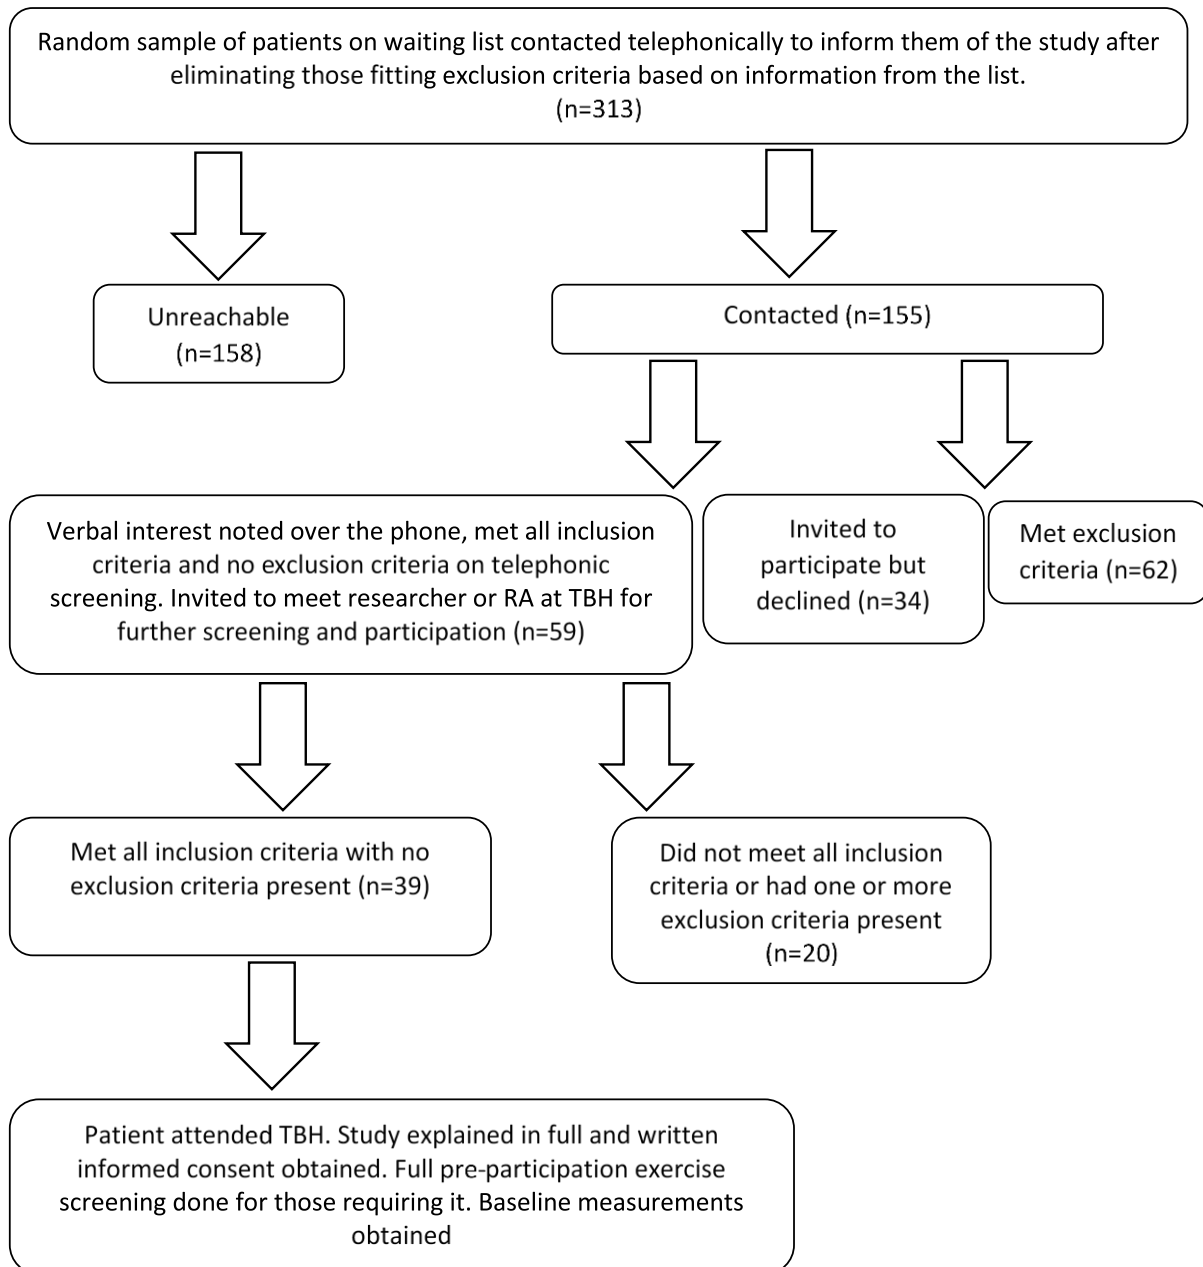 Random sample of patients on waiting list contacted telephonically to inform them of the study after
eliminating those fitting exclusion criteria based on information from the list.
(n=313)
Unreachable
(n=158)
Contacted (n=155)
Verbal interest noted over the phone, met all inclusion
criteria and no exclusion criteria on telephonic
screening. Invited to meet researcher or RA at TBH for
further screening and participation (n=59)
Invited to
participate but
declined (n=34)
Met exclusion
criteria (n=62)
Met all inclusion criteria with no
exclusion criteria present (n=39)
Did not meet all inclusion
criteria or had one or more
exclusion criteria present
(n=20)
Patient attended TBH. Study explained in full and written
informed consent obtained. Full pre-participation exercise
screening done for those requiring it. Baseline measurements
obtained